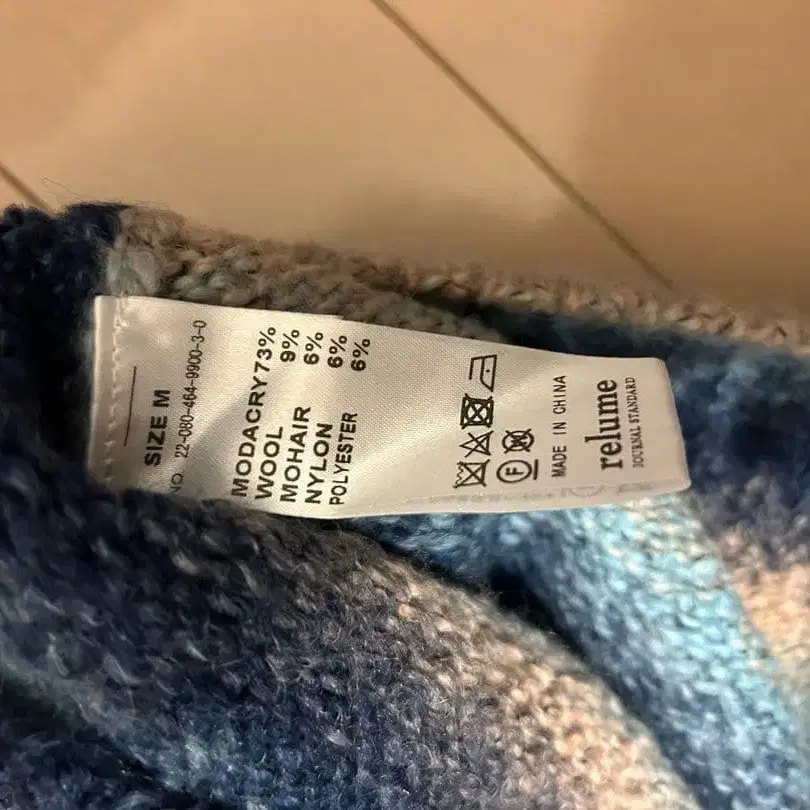 SIZE M
NO 22-080-464-9900-3-0
MODACRY73%
WOOL 9%
MOHAIR 6%
NYLON 6%
POLYESTER 6%
F
MADE IN CHINA
relume
JOURNAL STANDARD